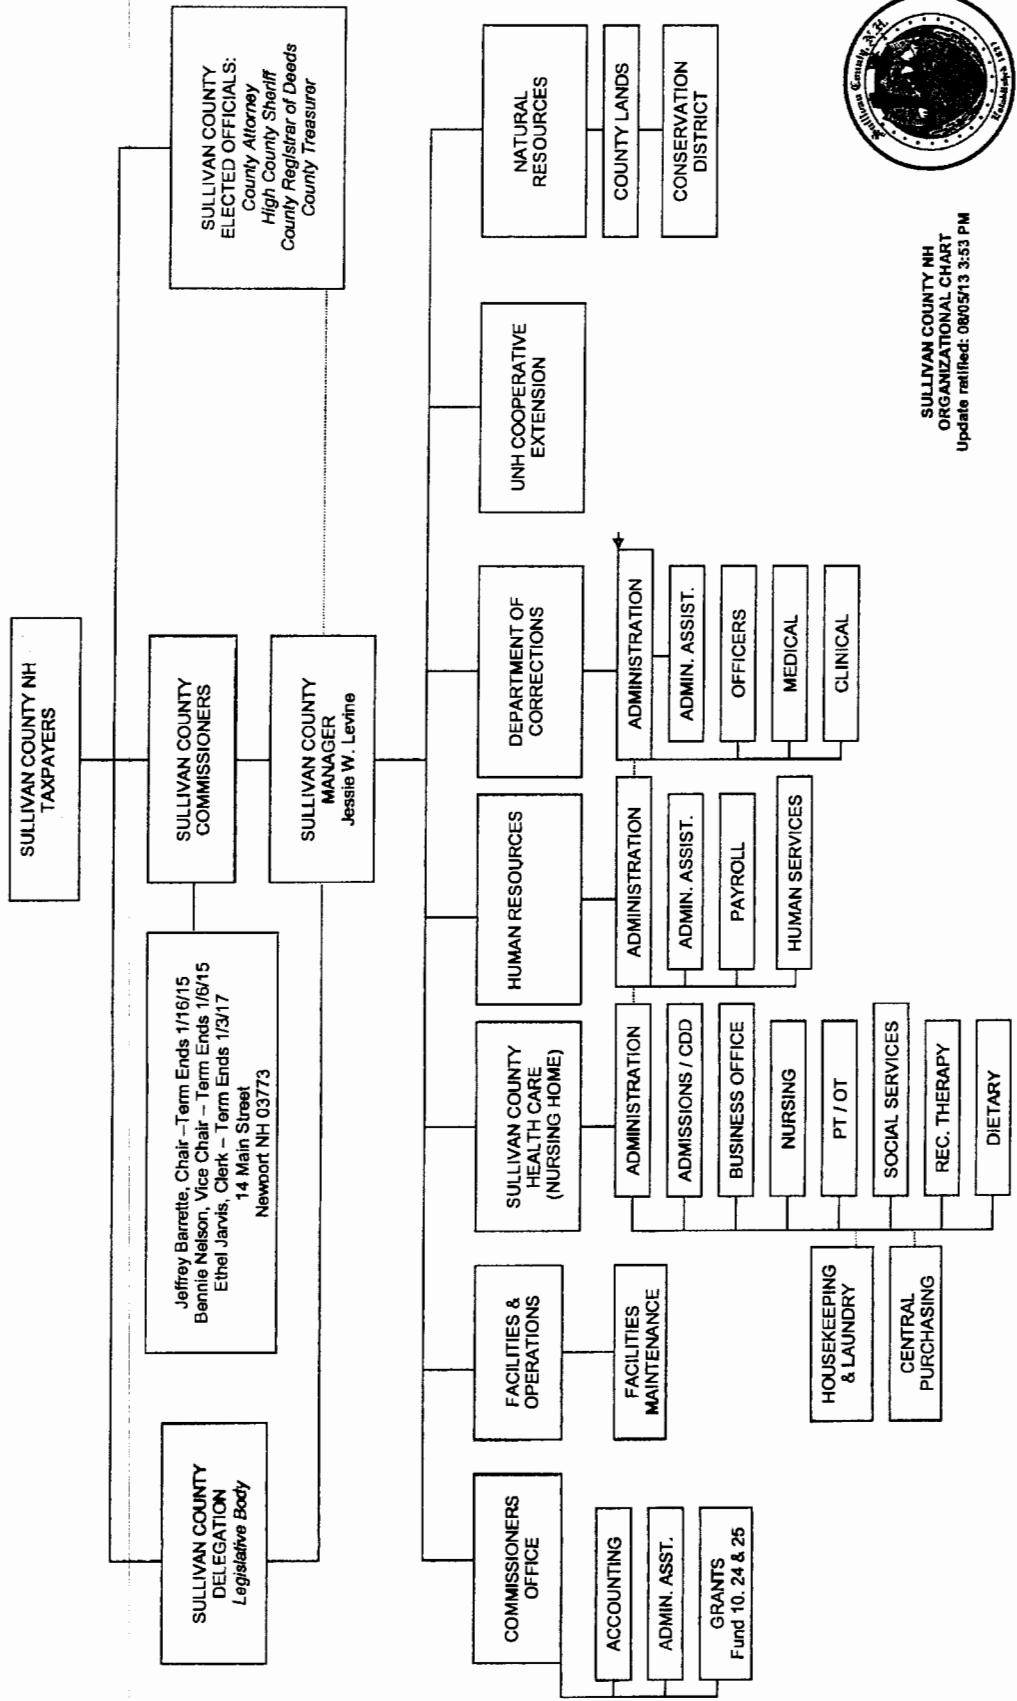 SULLIVAN COUNTY NH
TAXPAYERS
SULLIVAN COUNTY
DELEGATION
Legislative Body
Jeffrey Barrette, Chair – Term Ends 1/16/15
Bennie Nelson, Vice Chair – Term Ends 1/6/15
Ethel Jarvis, Clerk – Term Ends 1/3/17
14 Main Street
Newport NH 03773
SULLIVAN COUNTY
COMMISSIONERS
SULLIVAN COUNTY
ELECTED OFFICIALS:
County Attorney
High County Sheriff
County Registrar of Deeds
County Treasurer
SULLIVAN COUNTY
MANAGER
Jessie W. Levine
COMMISSIONERS
OFFICE
ACCOUNTING
ADMIN. ASST.
GRANTS
Fund 10. 24 & 25
FACILITIES &
OPERATIONS
FACILITIES
MAINTENANCE
SULLIVAN COUNTY
HEALTH CARE
(NURSING HOME)
ADMINISTRATION
ADMISSIONS / CDD
BUSINESS OFFICE
NURSING
PT / OT
SOCIAL SERVICES
REC. THERAPY
DIETARY
HOUSEKEEPING
& LAUNDRY
CENTRAL
PURCHASING
HUMAN RESOURCES
ADMINISTRATION
ADMIN. ASSIST.
PAYROLL
HUMAN SERVICES
DEPARTMENT OF
CORRECTIONS
ADMINISTRATION
ADMIN. ASSIST.
OFFICERS
MEDICAL
CLINICAL
UNH COOPERATIVE
EXTENSION
NATURAL
RESOURCES
COUNTY LANDS
CONSERVATION
DISTRICT
SULLIVAN COUNTY NH
ORGANIZATIONAL CHART
Update ratified: 08/05/13 3:53 PM
Sullivan County, N.H.
Established 1827